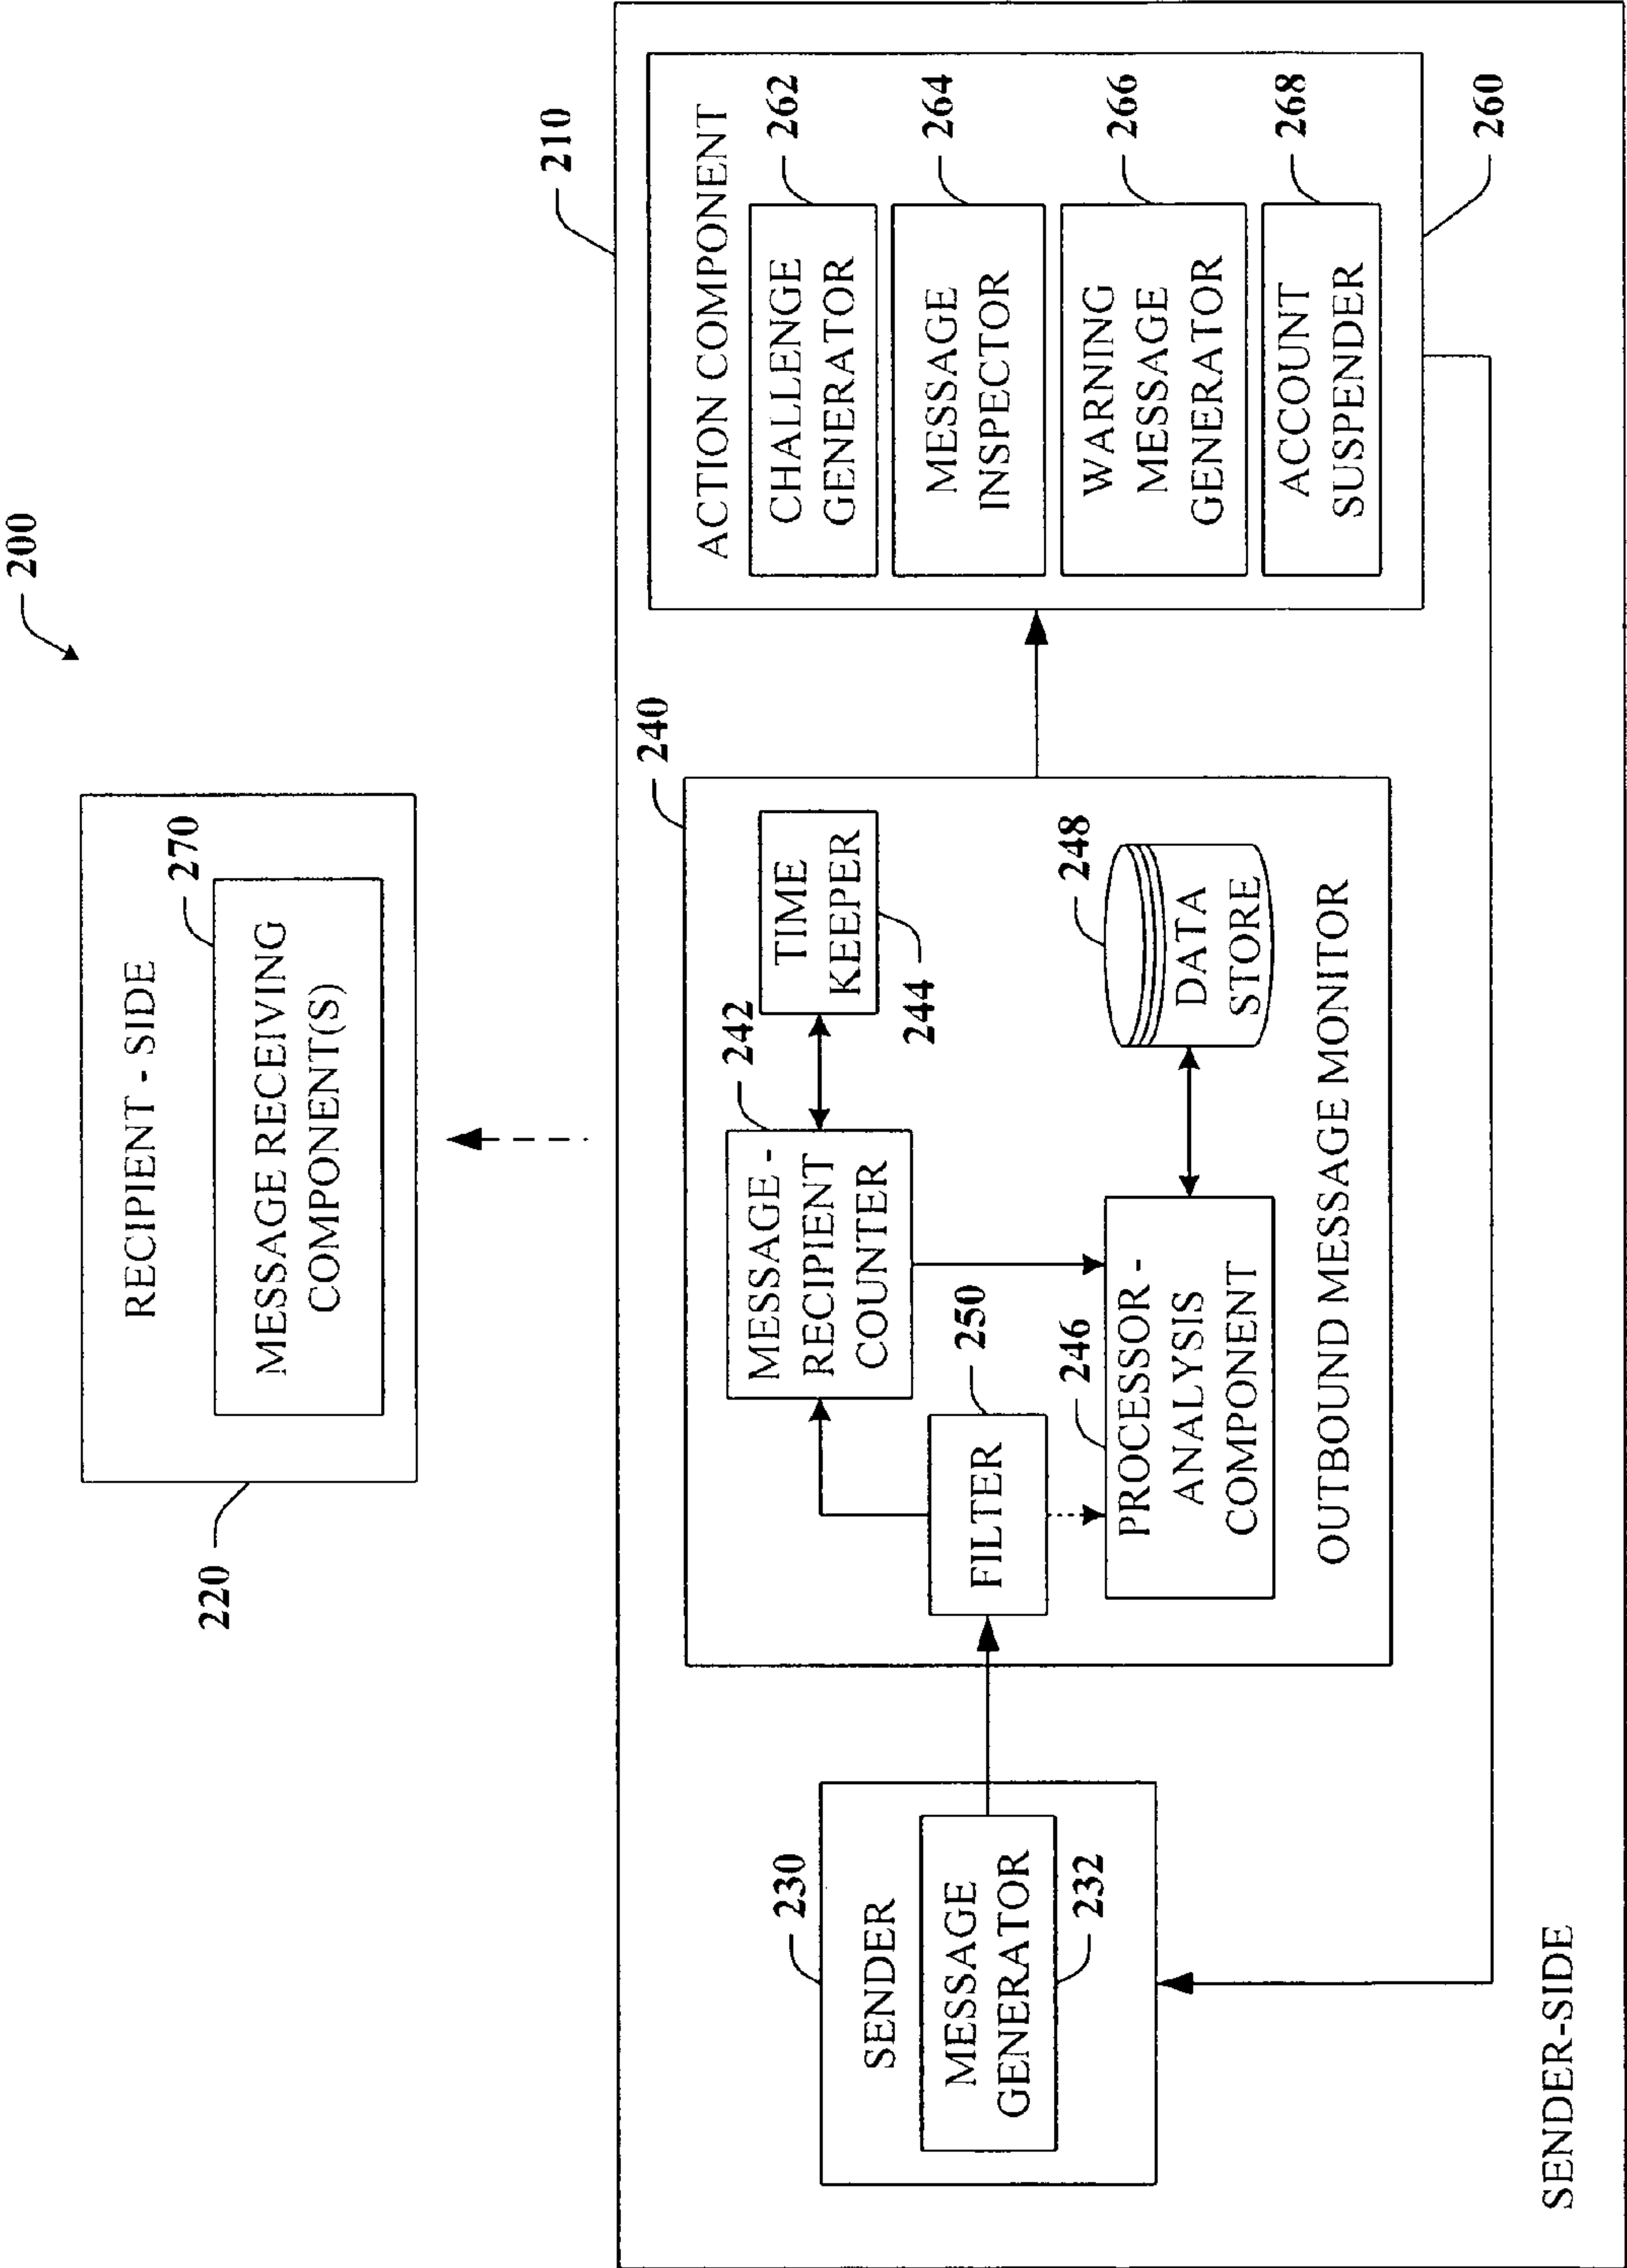 200
RECIPIENT - SIDE
270
MESSAGE RECEIVING
COMPONENT(S)
220
210
230
SENDER
MESSAGE
GENERATOR
232
240
242
MESSAGE -
RECIPIENT
COUNTER
TIME
KEEPER
244
250
FILTER
246
PROCESSOR -
ANALYSIS
COMPONENT
248
DATA
STORE
OUTBOUND MESSAGE MONITOR
ACTION COMPONENT
262
CHALLENGE
GENERATOR
264
MESSAGE
INSPECTOR
266
WARNING
MESSAGE
GENERATOR
268
ACCOUNT
SUSPENDER
260
SENDER-SIDE